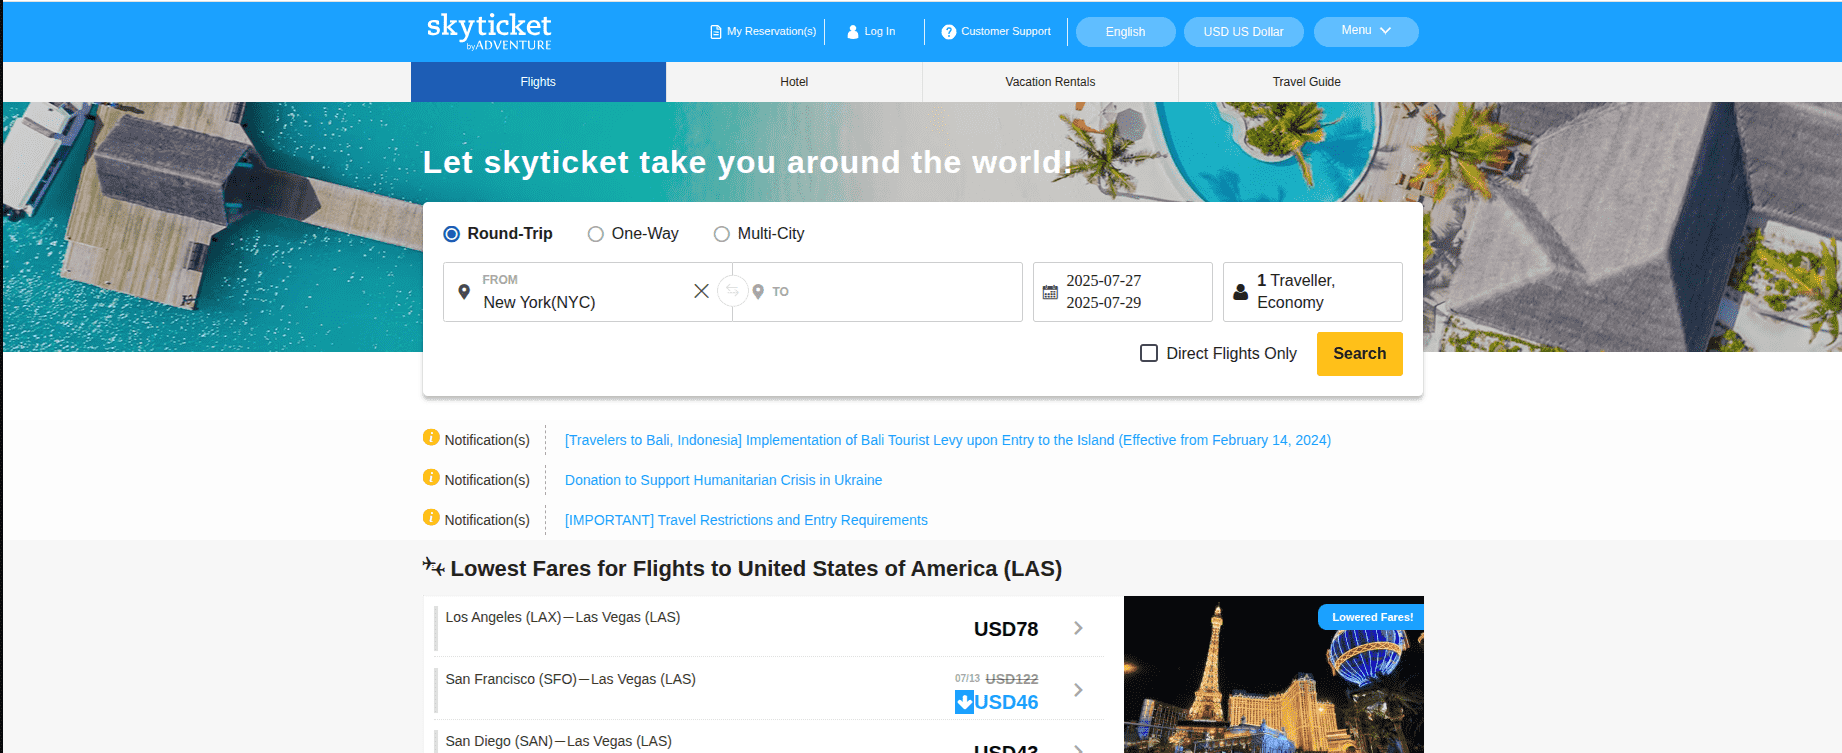 skyticket
by ADVENTURE
My Reservation(s)
Log In
Customer Support
English
USD US Dollar
Menu
Flights
Hotel
Vacation Rentals
Travel Guide
Let skyticket take you around the world!
Round-Trip
One-Way
Multi-City
FROM
New York(NYC)
TO
2025-07-27
2025-07-29
1 Traveller,
Economy
Direct Flights Only
Search
Notification(s)
[Travelers to Bali, Indonesia] Implementation of Bali Tourist Levy upon Entry to the Island (Effective from February 14, 2024)
Notification(s)
Donation to Support Humanitarian Crisis in Ukraine
Notification(s)
[IMPORTANT] Travel Restrictions and Entry Requirements
Lowest Fares for Flights to United States of America (LAS)
Los Angeles (LAX)－Las Vegas (LAS)
USD78
San Francisco (SFO)－Las Vegas (LAS)
07/13 USD122
USD46
San Diego (SAN)－Las Vegas (LAS)
USD43
Lowered Fares!